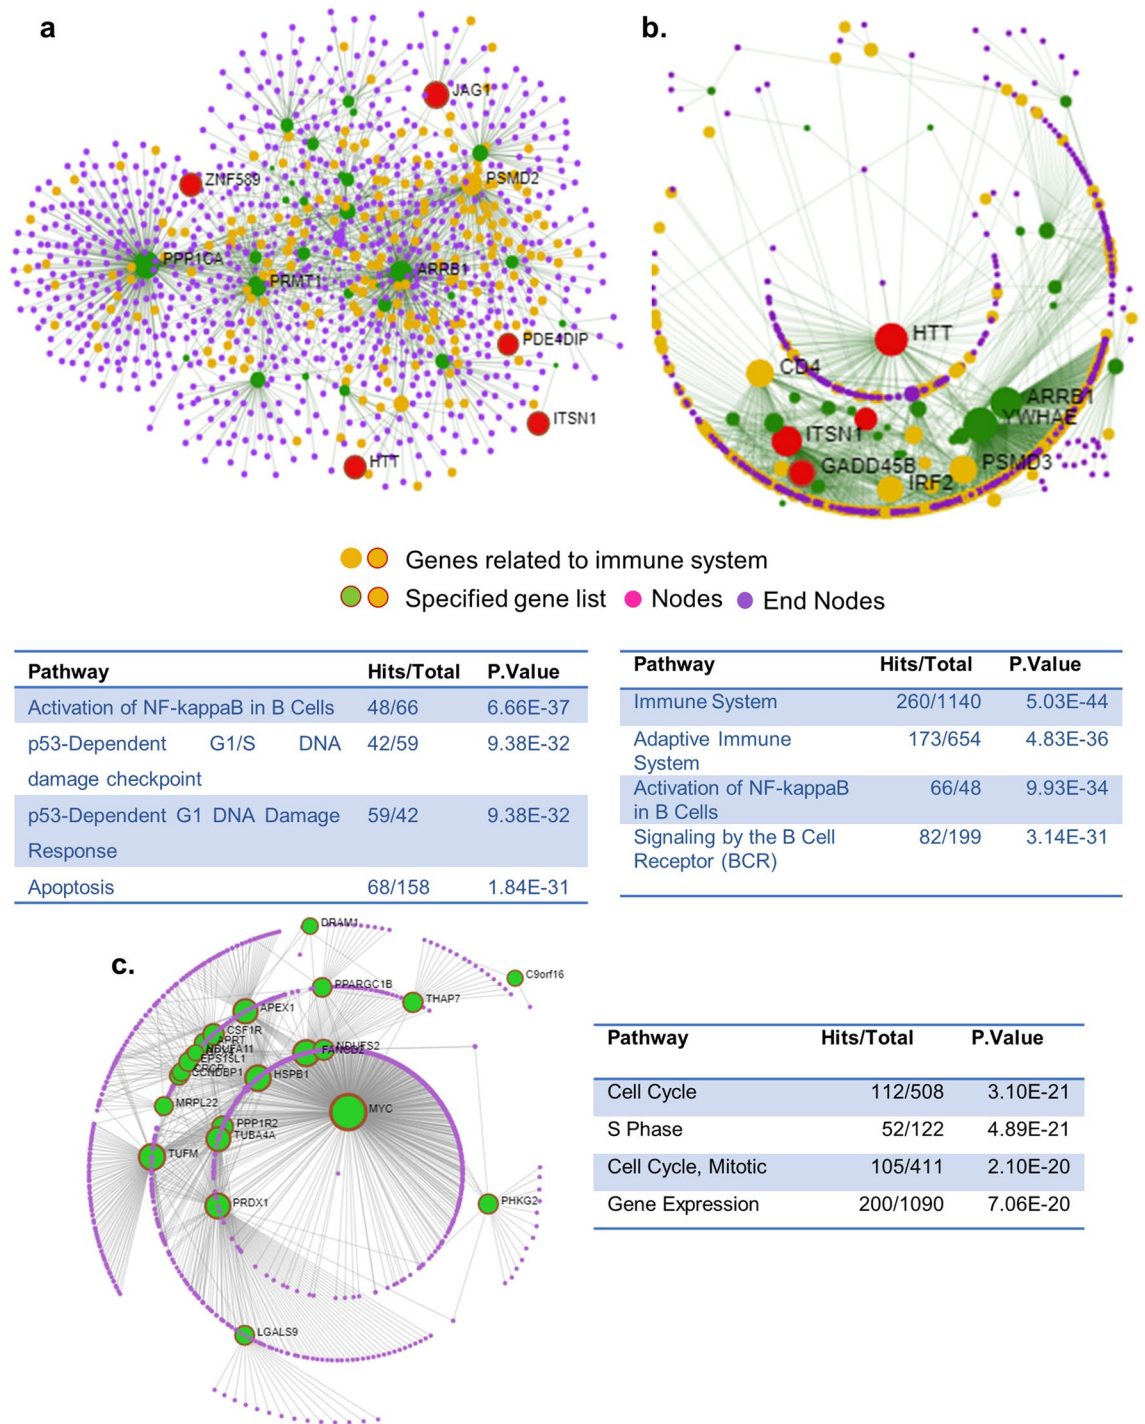 a
JAG1
ZNF589
PSMD2
PPP1CA
PRMT1
ARRB1
PDE4DIP
ITSN1
HTT
b.
HTT
CD4
ARRB1
YWHAE
ITSN1
GADD45B
PSMD3
IRF2
Genes related to immune system
Specified gene list Nodes End Nodes
Pathway Hits/Total P.Value
Activation of NF-kappaB in B Cells 48/66 6.66E-37
p53-Dependent G1/S DNA 42/59 9.38E-32
damage checkpoint
p53-Dependent G1 DNA Damage 59/42 9.38E-32
Response
Apoptosis 68/158 1.84E-31
Pathway Hits/Total P.Value
Immune System 260/1140 5.03E-44
Adaptive Immune 173/654 4.83E-36
System
Activation of NF-kappaB 66/48 9.93E-34
in B Cells
Signaling by the B Cell 82/199 3.14E-31
Receptor (BCR)
c.
DRAM1
C9orf16
PPARGC1B
THAP7
APEX1
CSF1R
APRT
NDUFA11
EPS15L1
CRCP
CCNDBP1
NDUFS2
FANCD2
HSPB1
MRPL22
MYC
PPP1R2
TUBA4A
TUFM
PRDX1
PHKG2
LGALS9
Pathway Hits/Total P.Value
Cell Cycle 112/508 3.10E-21
S Phase 52/122 4.89E-21
Cell Cycle, Mitotic 105/411 2.10E-20
Gene Expression 200/1090 7.06E-20